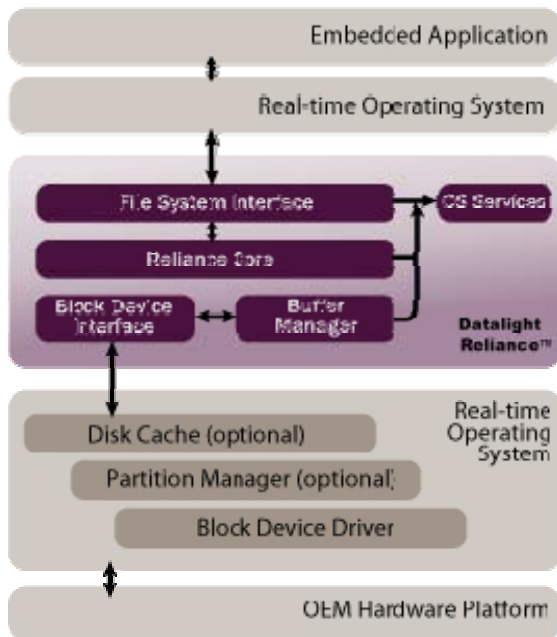 Embedded Application
Real-time Operating System
File System Interface
OS Services
Reliance Core
Block Device
Interface
Buffer
Manager
Datalight
Reliance™
Real-time
Operating
System
Disk Cache (optional)
Partition Manager (optional)
Block Device Driver
OEM Hardware Platform